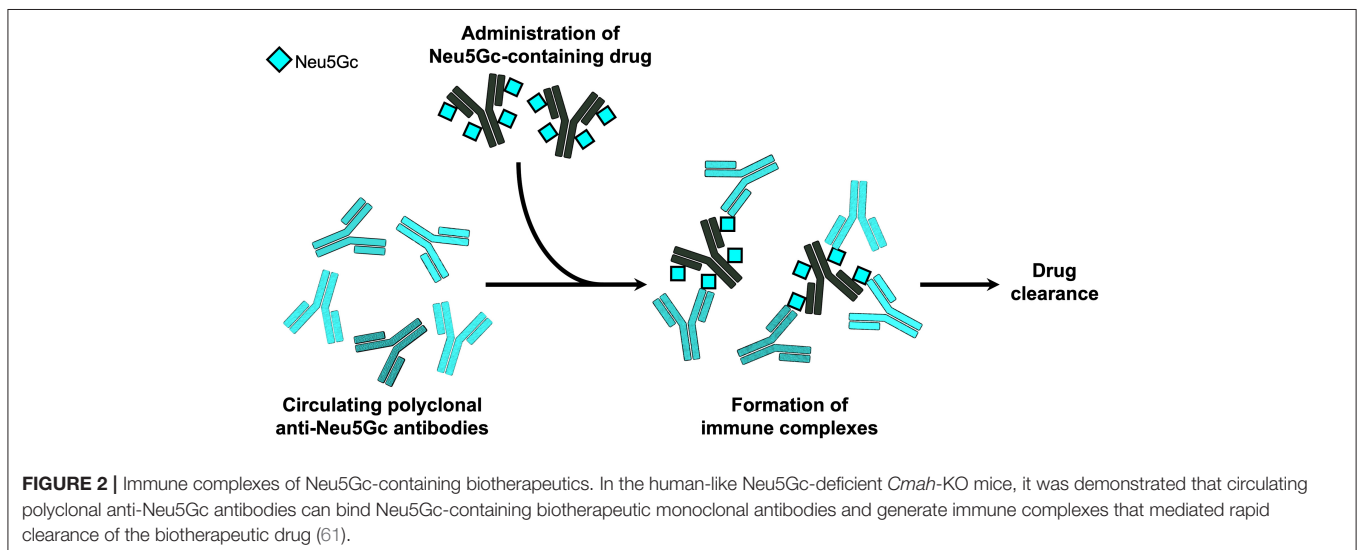 Administration of
Neu5Gc-containing drug
Neu5Gc
Circulating polyclonal
anti-Neu5Gc antibodies
Formation of
immune complexes
Drug
clearance
FIGURE 2 | Immune complexes of Neu5Gc-containing biotherapeutics. In the human-like Neu5Gc-deficient Cmah-KO mice, it was demonstrated that circulating
polyclonal anti-Neu5Gc antibodies can bind Neu5Gc-containing biotherapeutic monoclonal antibodies and generate immune complexes that mediated rapid
clearance of the biotherapeutic drug (61).